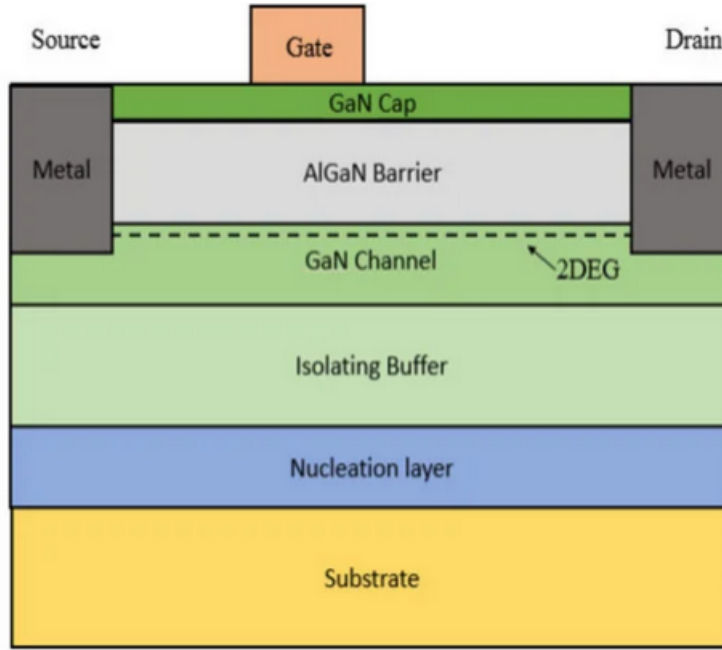 Source
Gate
Drain
GaN Cap
Metal
AlGaN Barrier
Metal
GaN Channel
2DEG
Isolating Buffer
Nucleation layer
Substrate